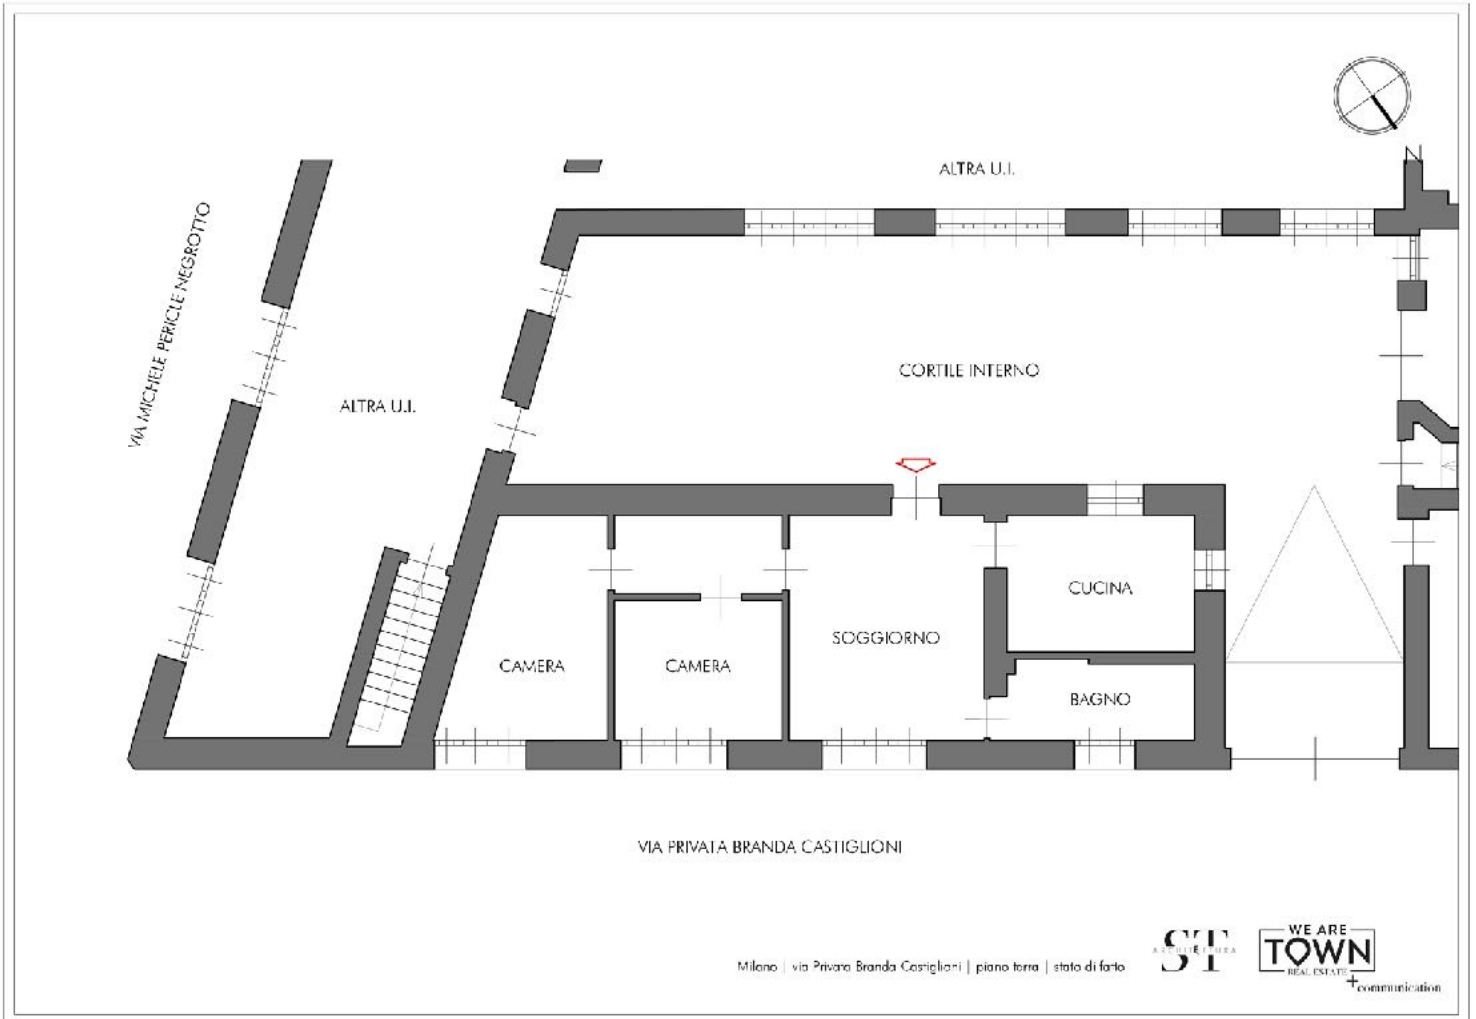 N
ALTRA U.I.
VIA MICHELE PERICLE NEGROTTO
CORTILE INTERNO
ALTRA U.I.
CUCINA
SOGGIORNO
CAMERA
CAMERA
BAGNO
VIA PRIVATA BRANDA CASTIGLIONI
Milano | via Privata Branda Castiglioni | piano terra | stato di fatto
ST
ARCHITETTURA
WE ARE
TOWN
REAL ESTATE
+communication